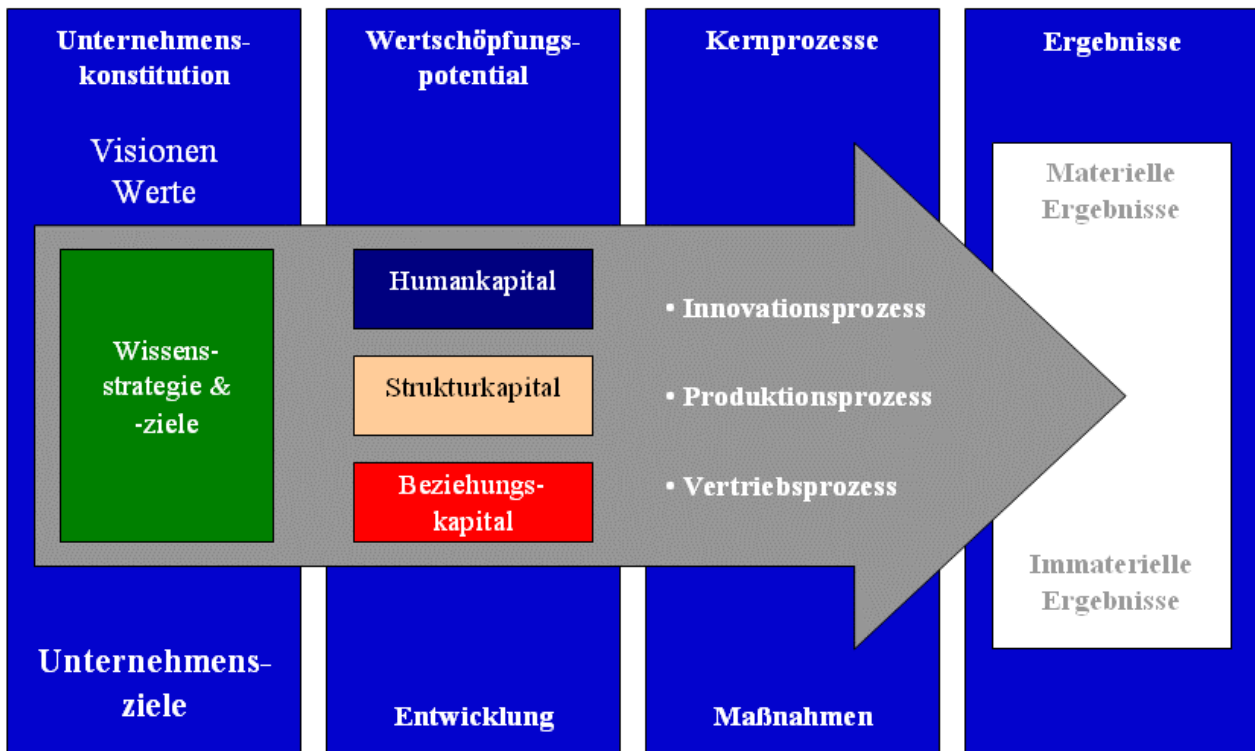 Unternehmens-
konstitution
Visionen
Werte
Wissens-
strategie &
-ziele
Unternehmens-
ziele
Wertschöpfungs-
potential
Humankapital
Strukturkapital
Beziehungs-
kapital
Entwicklung
Kernprozesse
• Innovationsprozess
• Produktionsprozess
• Vertriebsprozess
Maßnahmen
Ergebnisse
Materielle
Ergebnisse
Immaterielle
Ergebnisse